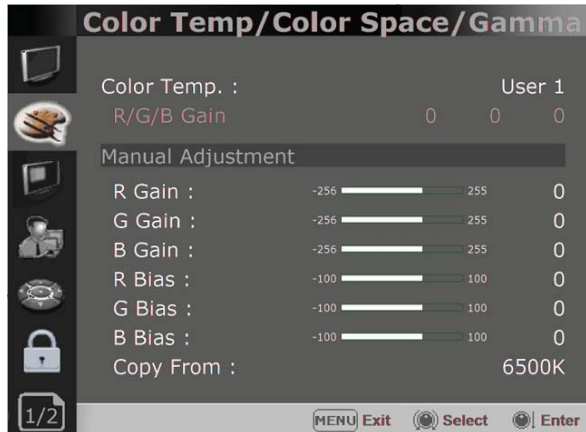 Color Temp/Color Space/Gamma
Color Temp. : User 1
R/G/B Gain 0 0 0
Manual Adjustment
R Gain : -256 255 0
G Gain : -256 255 0
B Gain : -256 255 0
R Bias : -100 100 0
G Bias : -100 100 0
B Bias : -100 100 0
Copy From : 6500K
1/2 MENU Exit Select Enter